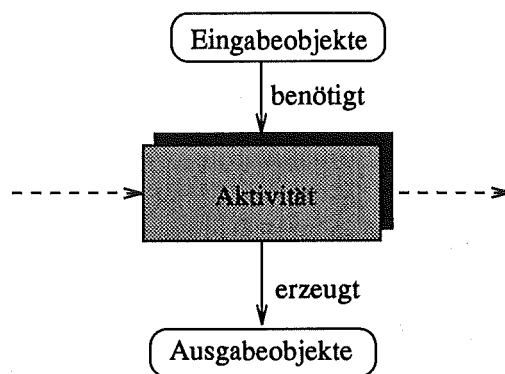 Eingabeobjekte
benötigt
Aktivität
erzeugt
Ausgabeobjekte